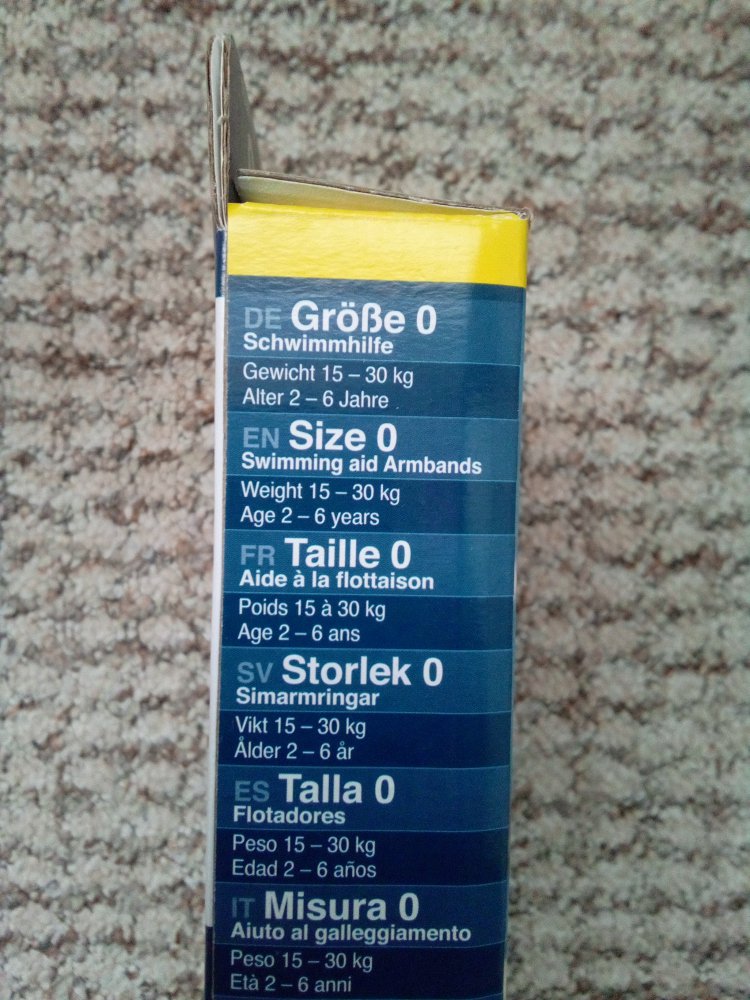 DE Größe 0
Schwimmhilfe
Gewicht 15 – 30 kg
Alter 2 – 6 Jahre
EN Size 0
Swimming aid Armbands
Weight 15 – 30 kg
Age 2 – 6 years
FR Taille 0
Aide à la flottaison
Poids 15 à 30 kg
Age 2 – 6 ans
SV Storlek 0
Simarmringar
Vikt 15 – 30 kg
Ålder 2 – 6 år
ES Talla 0
Flotadores
Peso 15 – 30 kg
Edad 2 – 6 años
IT Misura 0
Aiuto al galleggiamento
Peso 15 – 30 kg
Età 2 – 6 anni